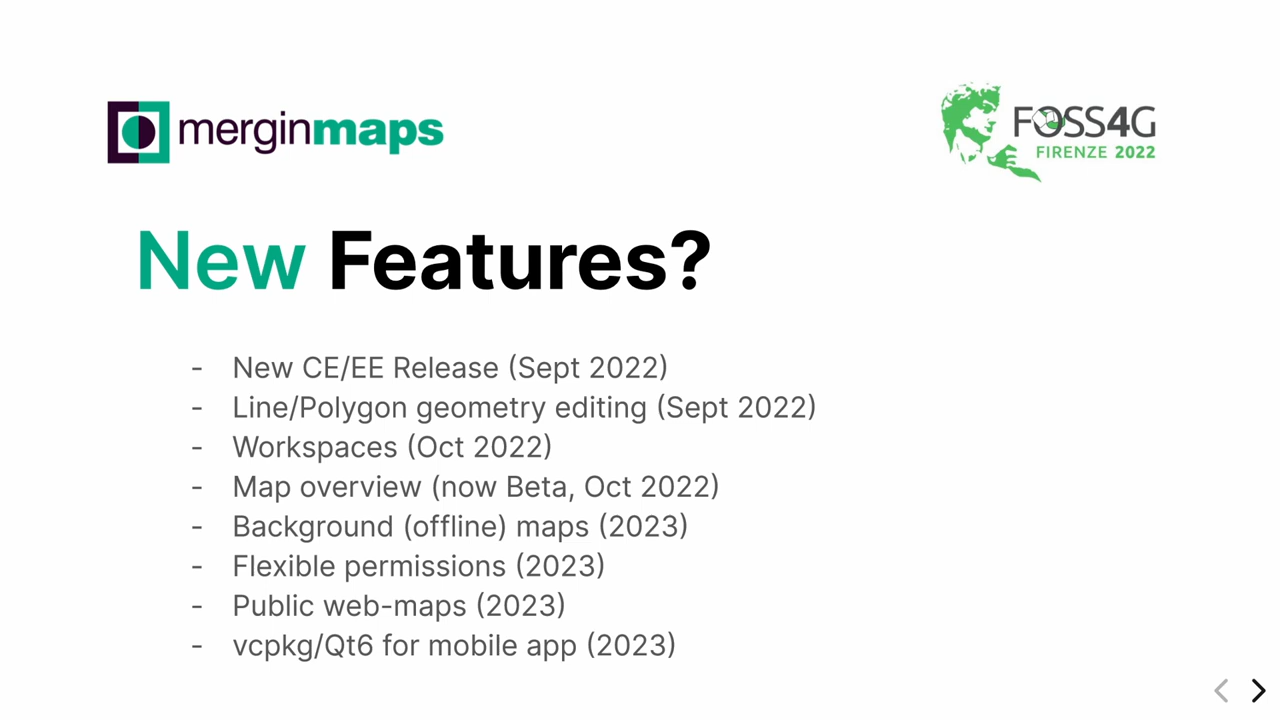 merginmaps
FOSS4G
FIRENZE 2022
New Features?
- New CE/EE Release (Sept 2022)
- Line/Polygon geometry editing (Sept 2022)
- Workspaces (Oct 2022)
- Map overview (now Beta, Oct 2022)
- Background (offline) maps (2023)
- Flexible permissions (2023)
- Public web-maps (2023)
- vcpkg/Qt6 for mobile app (2023)